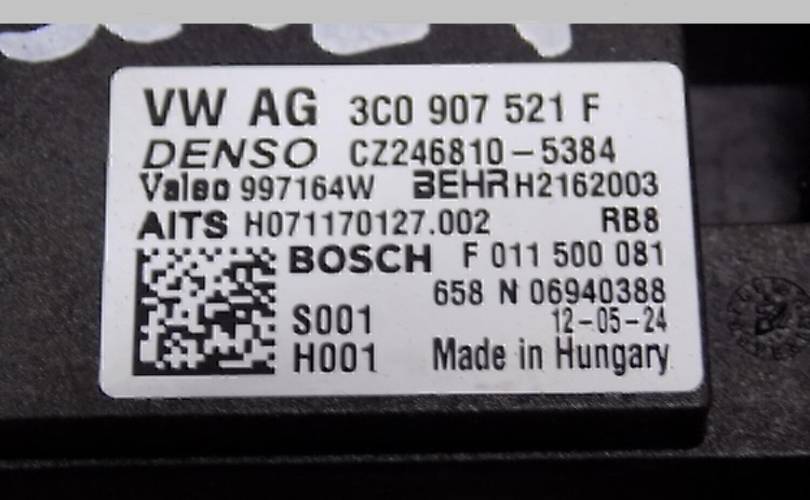 VW AG 3C0 907 521 F
DENSO CZ246810-5384
Valeo 997164W BEHR H2162003
AITS H071170127.002 RB8
BOSCH F 011 500 081
658 N 06940388
S001 12-05-24
H001 Made in Hungary